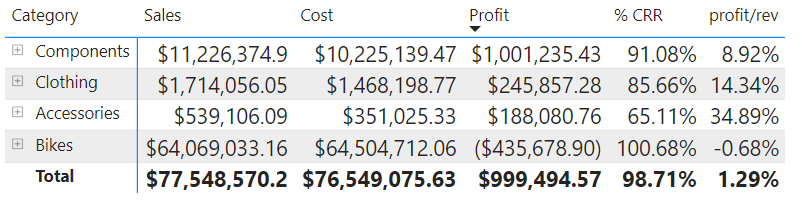 Category Sales Cost Profit % CRR profit/rev
Components $11,226,374.9 $10,225,139.47 $1,001,235.43 91.08% 8.92%
Clothing $1,714,056.05 $1,468,198.77 $245,857.28 85.66% 14.34%
Accessories $539,106.09 $351,025.33 $188,080.76 65.11% 34.89%
Bikes $64,069,033.16 $64,504,712.06 ($435,678.90) 100.68% -0.68%
Total $77,548,570.2 $76,549,075.63 $999,494.57 98.71% 1.29%